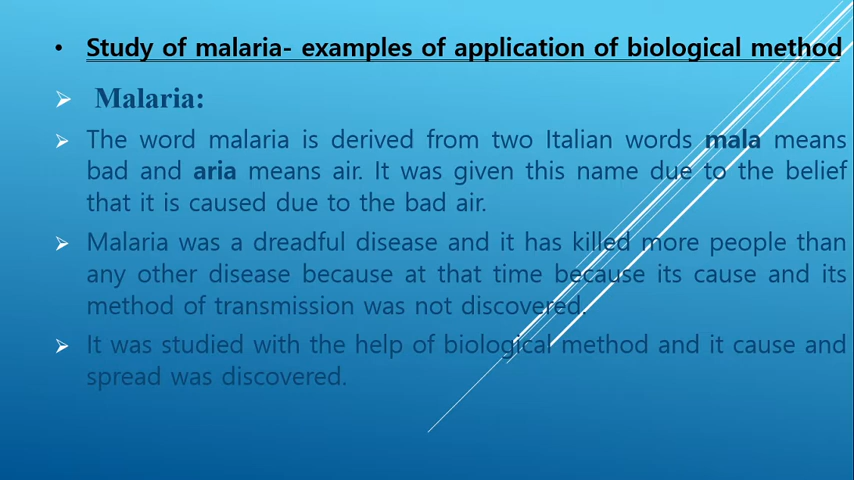 • Study of malaria- examples of application of biological method
Malaria:
The word malaria is derived from two Italian words mala means
bad and aria means air. It was given this name due to the belief
that it is caused due to the bad air.
Malaria was a dreadful disease and it has killed more people than
any other disease because at that time because its cause and its
method of transmission was not discovered.
It was studied with the help of biological method and it cause and
spread was discovered.